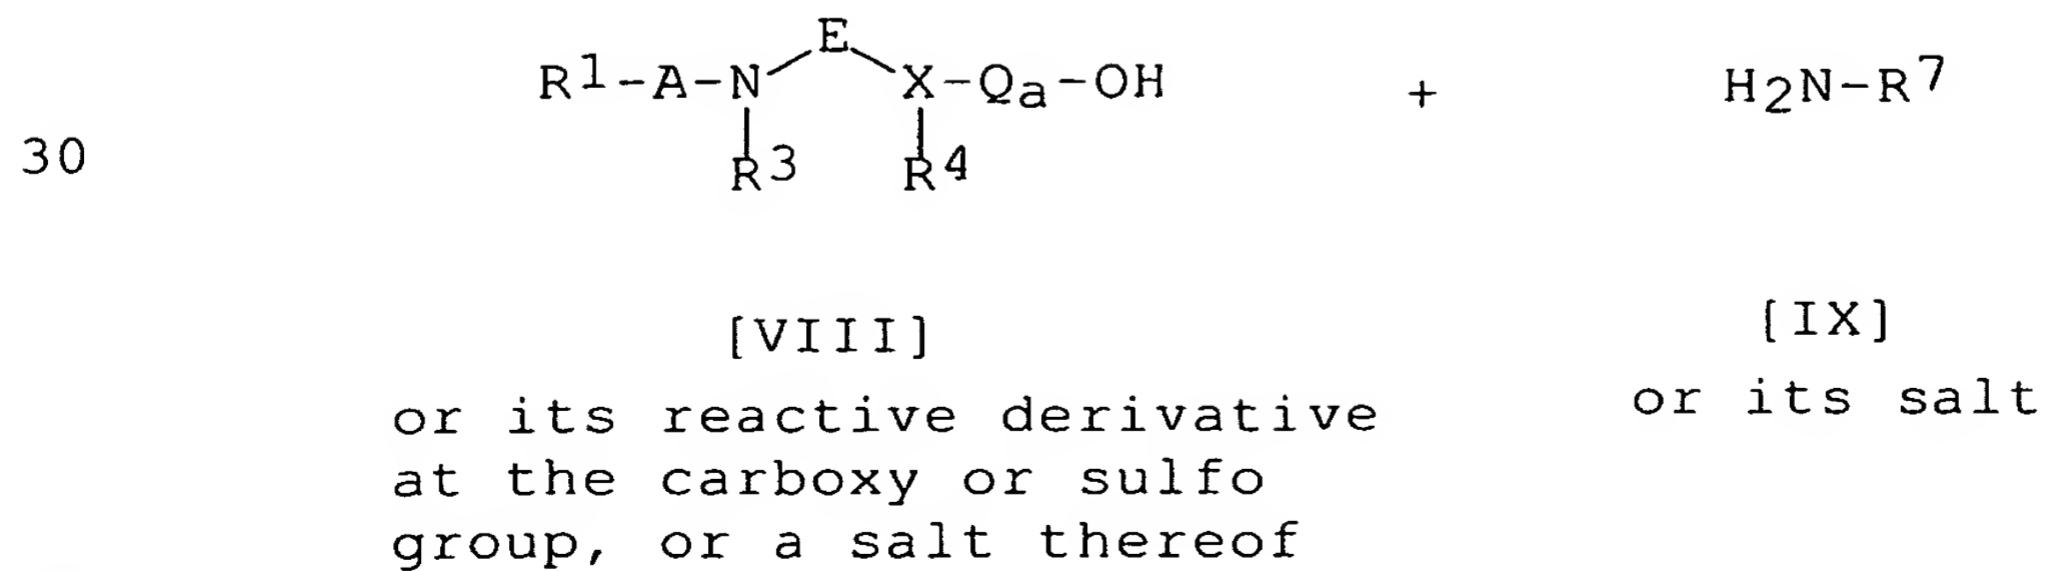 E
R1-A-N X-Qa-OH + H2N-R7
30
R3 R4
[VIII] [IX]
or its reactive derivative or its salt
at the carboxy or sulfo
group, or a salt thereof